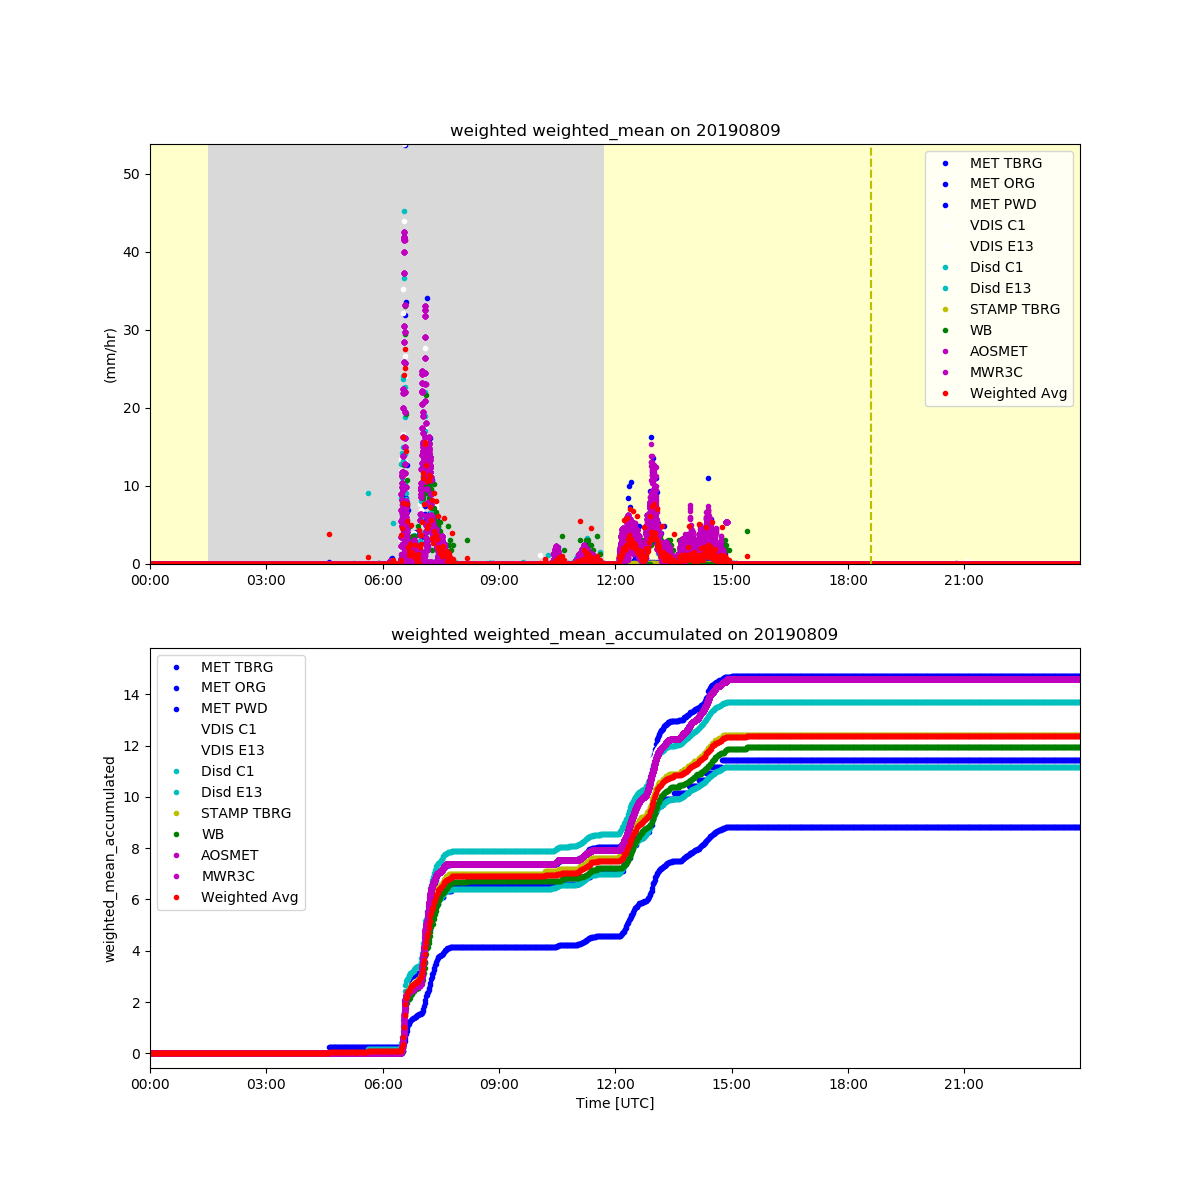 weighted weighted_mean on 20190809
(mm/hr)
50
40
30
20
10
0
MET TBRG
MET ORG
MET PWD
VDIS C1
VDIS E13
Disd C1
Disd E13
STAMP TBRG
WB
AOSMET
MWR3C
Weighted Avg
00:00 03:00 06:00 09:00 12:00 15:00 18:00 21:00
weighted weighted_mean_accumulated on 20190809
weighted_mean_accumulated
14
12
10
8
6
4
2
0
MET TBRG
MET ORG
MET PWD
VDIS C1
VDIS E13
Disd C1
Disd E13
STAMP TBRG
WB
AOSMET
MWR3C
Weighted Avg
00:00 03:00 06:00 09:00 12:00 15:00 18:00 21:00
Time [UTC]